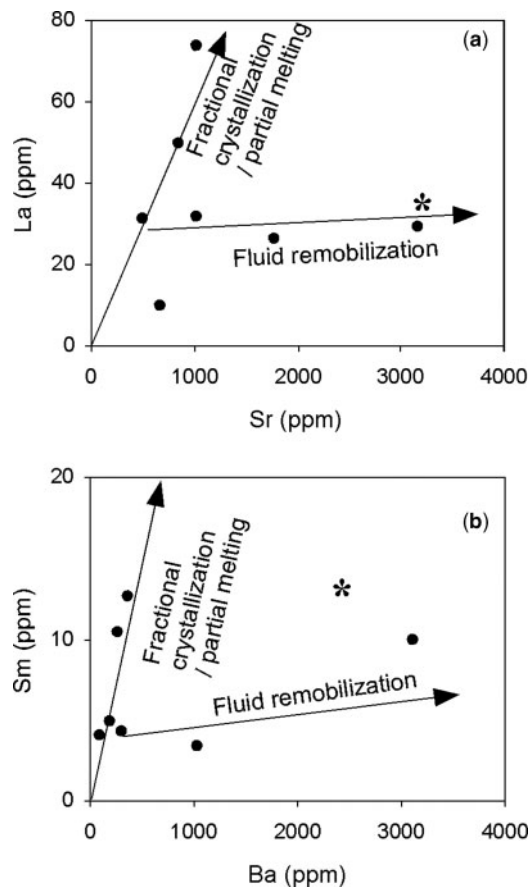 80
60
40
20
0
La (ppm)
(a)
Fractional
crystallization
/ partial melting
*
Fluid remobilization
0 1000 2000 3000 4000
Sr (ppm)
20
10
0
Sm (ppm)
(b)
Fractional
crystallization
/ partial melting
*
Fluid remobilization
0 1000 2000 3000 4000
Ba (ppm)